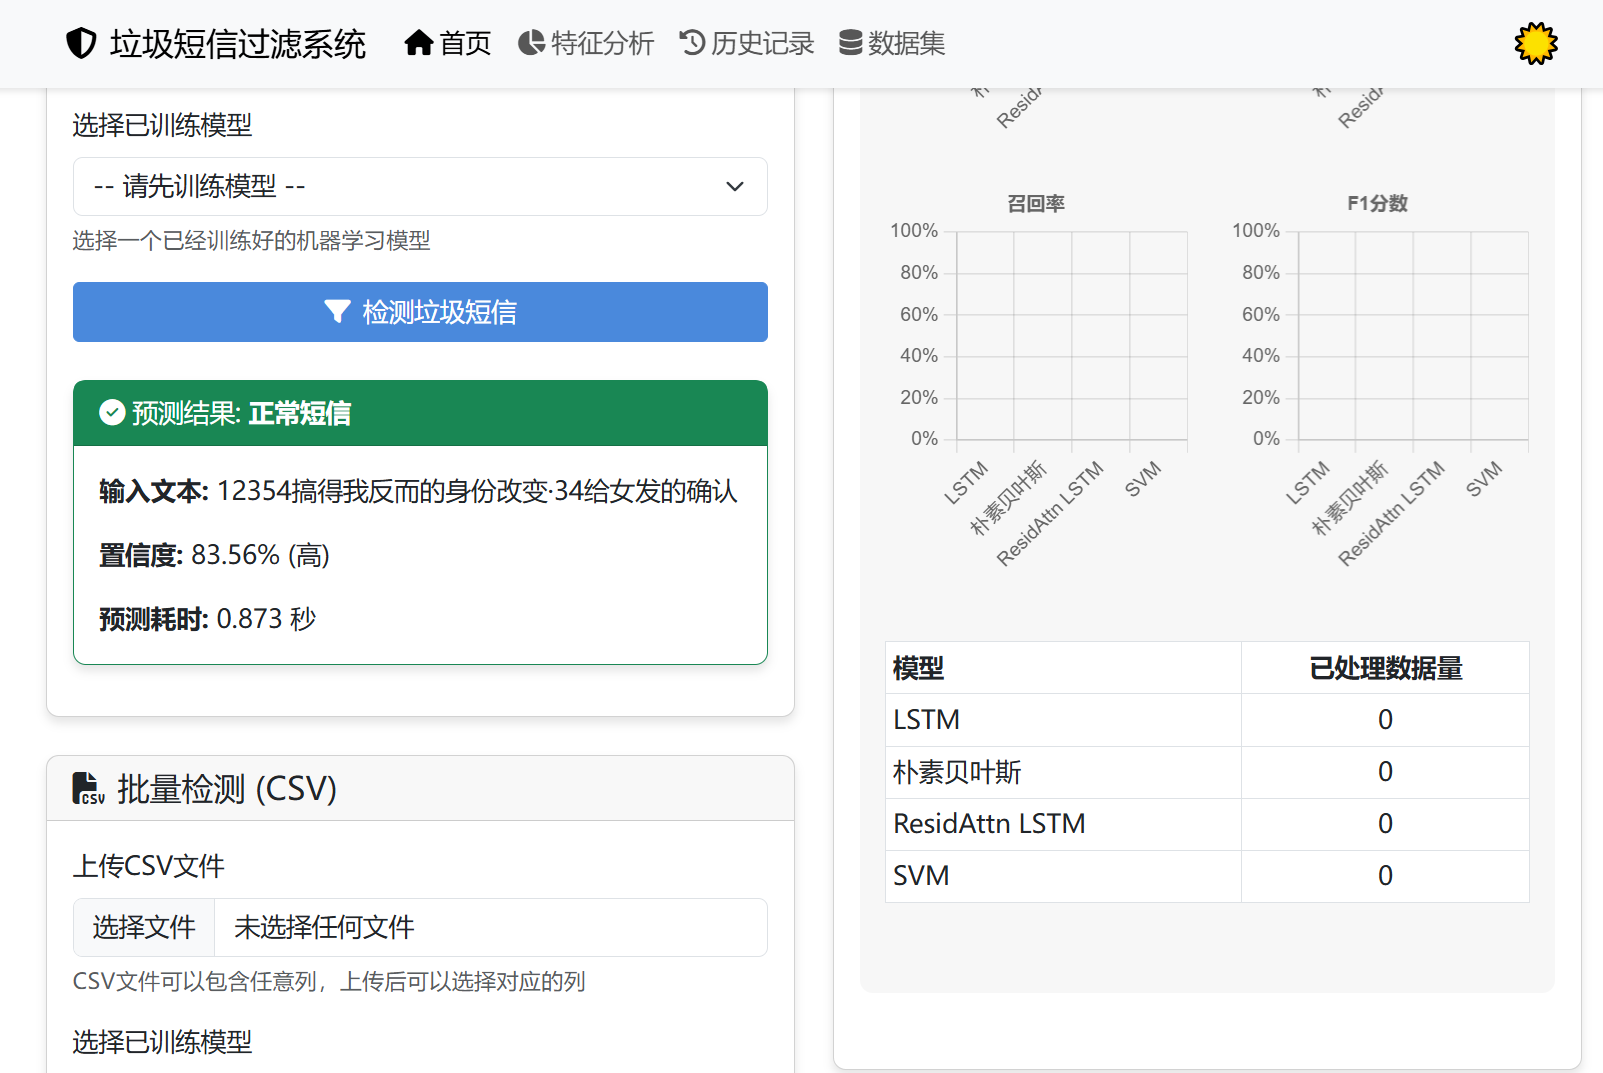 垃圾短信过滤系统 首页 特征分析 历史记录 数据集
选择已训练模型
-- 请先训练模型 --
选择一个已经训练好的机器学习模型
检测垃圾短信
预测结果: 正常短信
输入文本: 12354搞得我反而的身份改变·34给女发的确认
置信度: 83.56% (高)
预测耗时: 0.873 秒
批量检测 (CSV)
上传CSV文件
选择文件 未选择任何文件
CSV文件可以包含任意列，上传后可以选择对应的列
选择已训练模型
召回率
100%
80%
60%
40%
20%
0%
LSTM
朴素贝叶斯
ResidAttn LSTM
SVM
F1分数
100%
80%
60%
40%
20%
0%
LSTM
朴素贝叶斯
ResidAttn LSTM
SVM
模型 已处理数据量
LSTM 0
朴素贝叶斯 0
ResidAttn LSTM 0
SVM 0